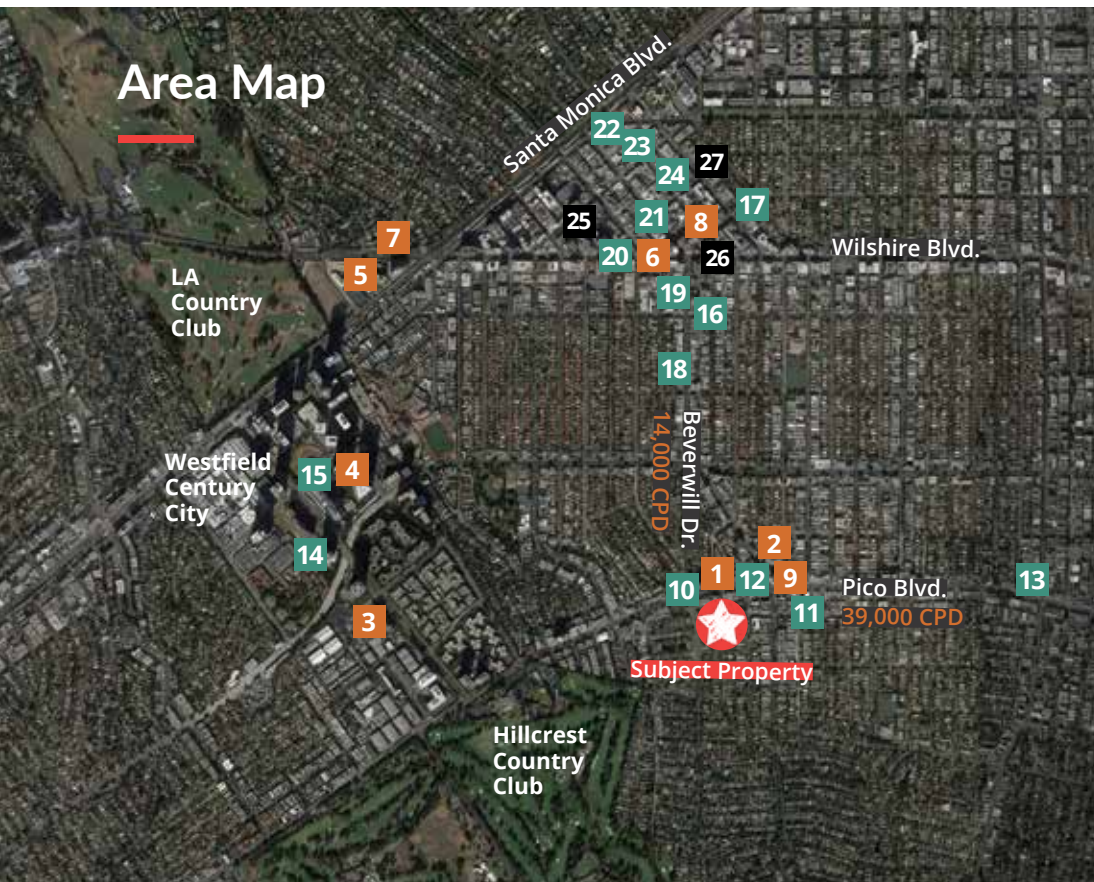 Area Map
Santa Monica Blvd.
22
23
27
24
17
25
21
8
7
Wilshire Blvd.
20
6
26
5
LA
Country
Club
19
16
18
Beverwill Dr.
14,000 CPD
Westfield
Century
City
15
4
14
2
1
12
9
10
13
Pico Blvd.
39,000 CPD
11
3
Subject Property
Hillcrest
Country
Club